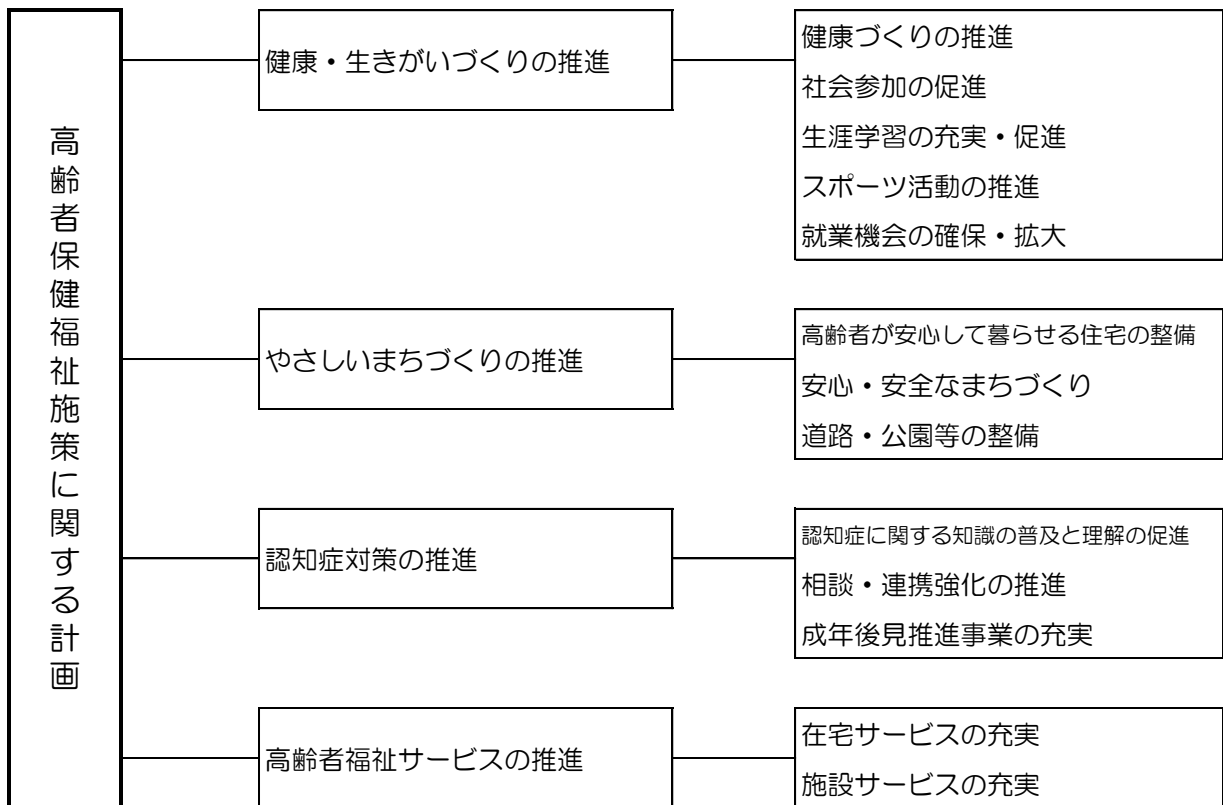 高齢者保健福祉施策に関する計画
健康・生きがいづくりの推進
健康づくりの推進
社会参加の促進
生涯学習の充実・促進
スポーツ活動の推進
就業機会の確保・拡大
やさしいまちづくりの推進
高齢者が安心して暮らせる住宅の整備
安心・安全なまちづくり
道路・公園等の整備
認知症対策の推進
認知症に関する知識の普及と理解の促進
相談・連携強化の推進
成年後見推進事業の充実
高齢者福祉サービスの推進
在宅サービスの充実
施設サービスの充実